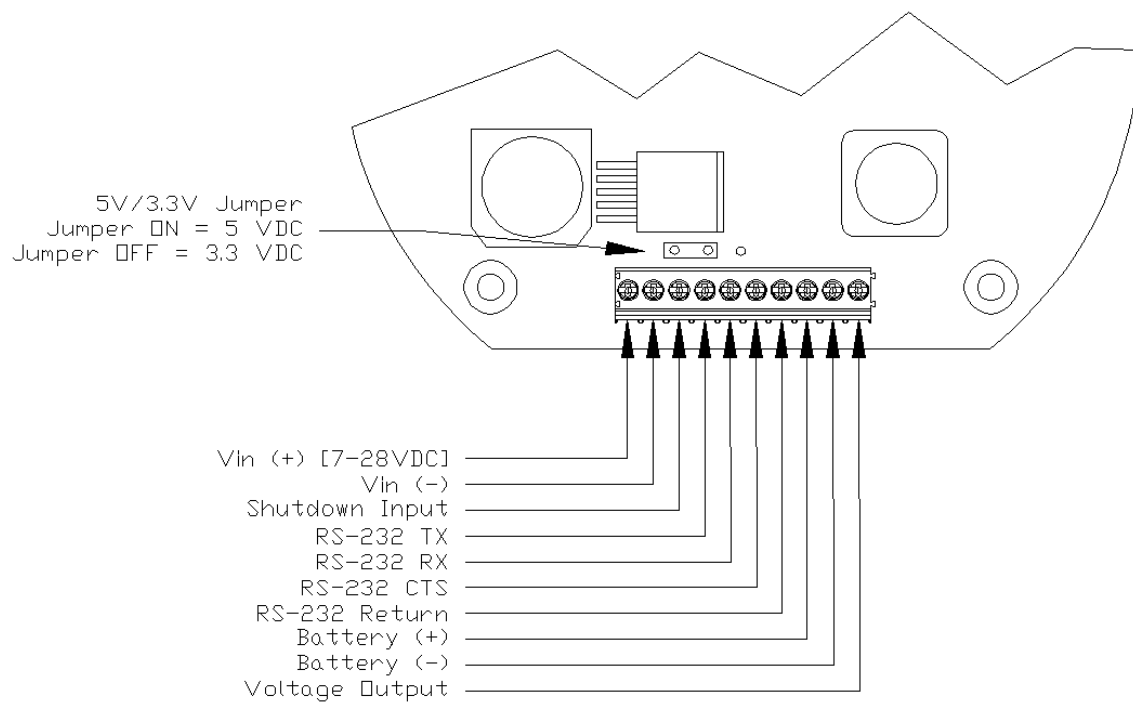 5V/3.3V Jumper
Jumper ON = 5 VDC
Jumper OFF = 3.3 VDC
Vin (+) [7-28VDC]
Vin (-)
Shutdown Input
RS-232 TX
RS-232 RX
RS-232 CTS
RS-232 Return
Battery (+)
Battery (-)
Voltage Output